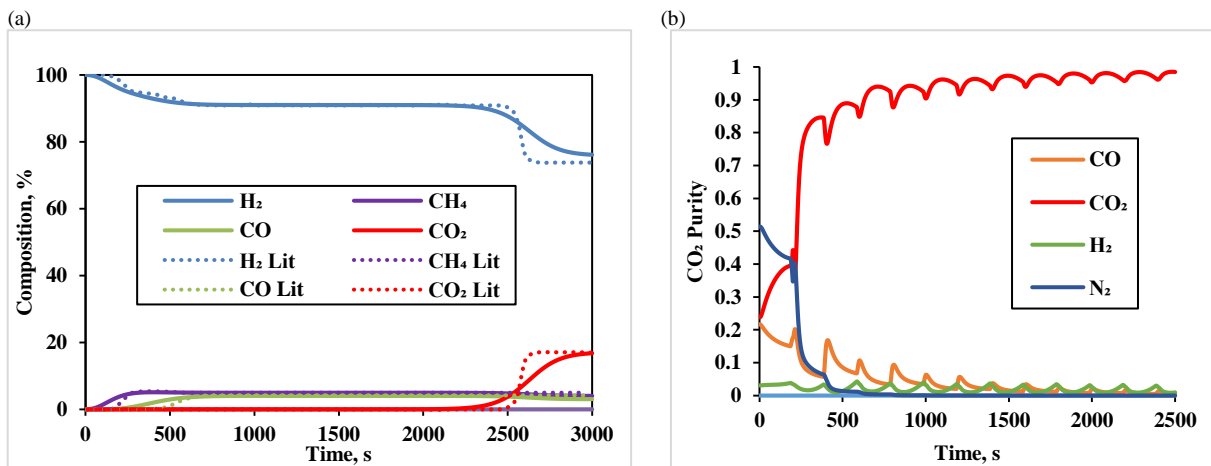 (a)
Composition, %
100
80
60
40
20
0
H₂ CH₄
CO CO₂
H₂ Lit CH₄ Lit
CO Lit CO₂ Lit
0 500 1000 1500 2000 2500 3000
Time, s
(b)
CO₂ Purity
1
0.9
0.8
0.7
0.6
0.5
0.4
0.3
0.2
0.1
0
CO
CO₂
H₂
N₂
0 500 1000 1500 2000 2500
Time, s